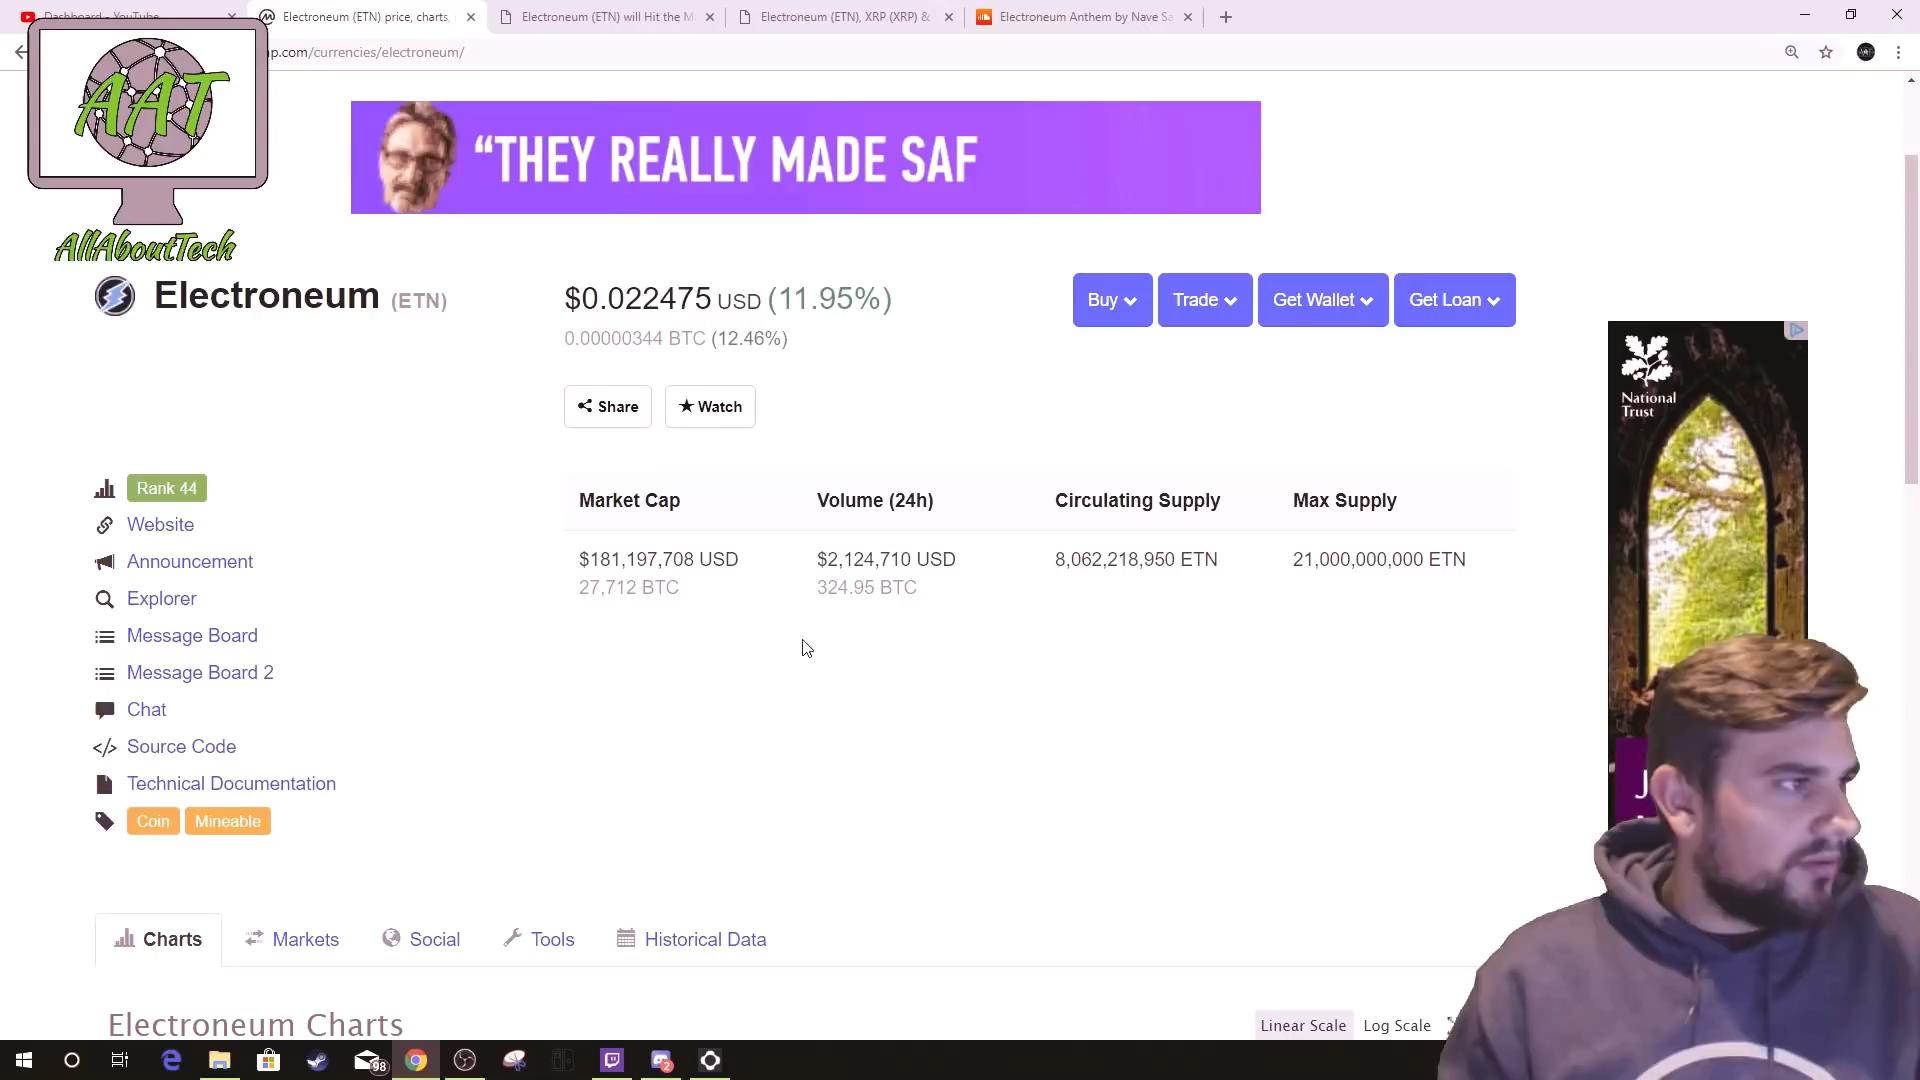 Dashboard - YouTube
Electroneum (ETN) price, charts,
Electroneum (ETN) will Hit the M
Electroneum (ETN), XRP (XRP) &
Electroneum Anthem by Nave Sa
ap.com/currencies/electroneum/
AAT
AllAboutTech
“THEY REALLY MADE SAF
Electroneum (ETN)
$0.022475 USD (11.95%)
0.00000344 BTC (12.46%)
Buy
Trade
Get Wallet
Get Loan
Share
Watch
National
Trust
Rank 44
Website
Announcement
Explorer
Message Board
Message Board 2
Chat
Source Code
Technical Documentation
Coin Mineable
Market Cap Volume (24h) Circulating Supply Max Supply
$181,197,708 USD $2,124,710 USD 8,062,218,950 ETN 21,000,000,000 ETN
27,712 BTC 324.95 BTC
J
Charts Markets Social Tools Historical Data
Electroneum Charts
Linear Scale Log Scale
98
2